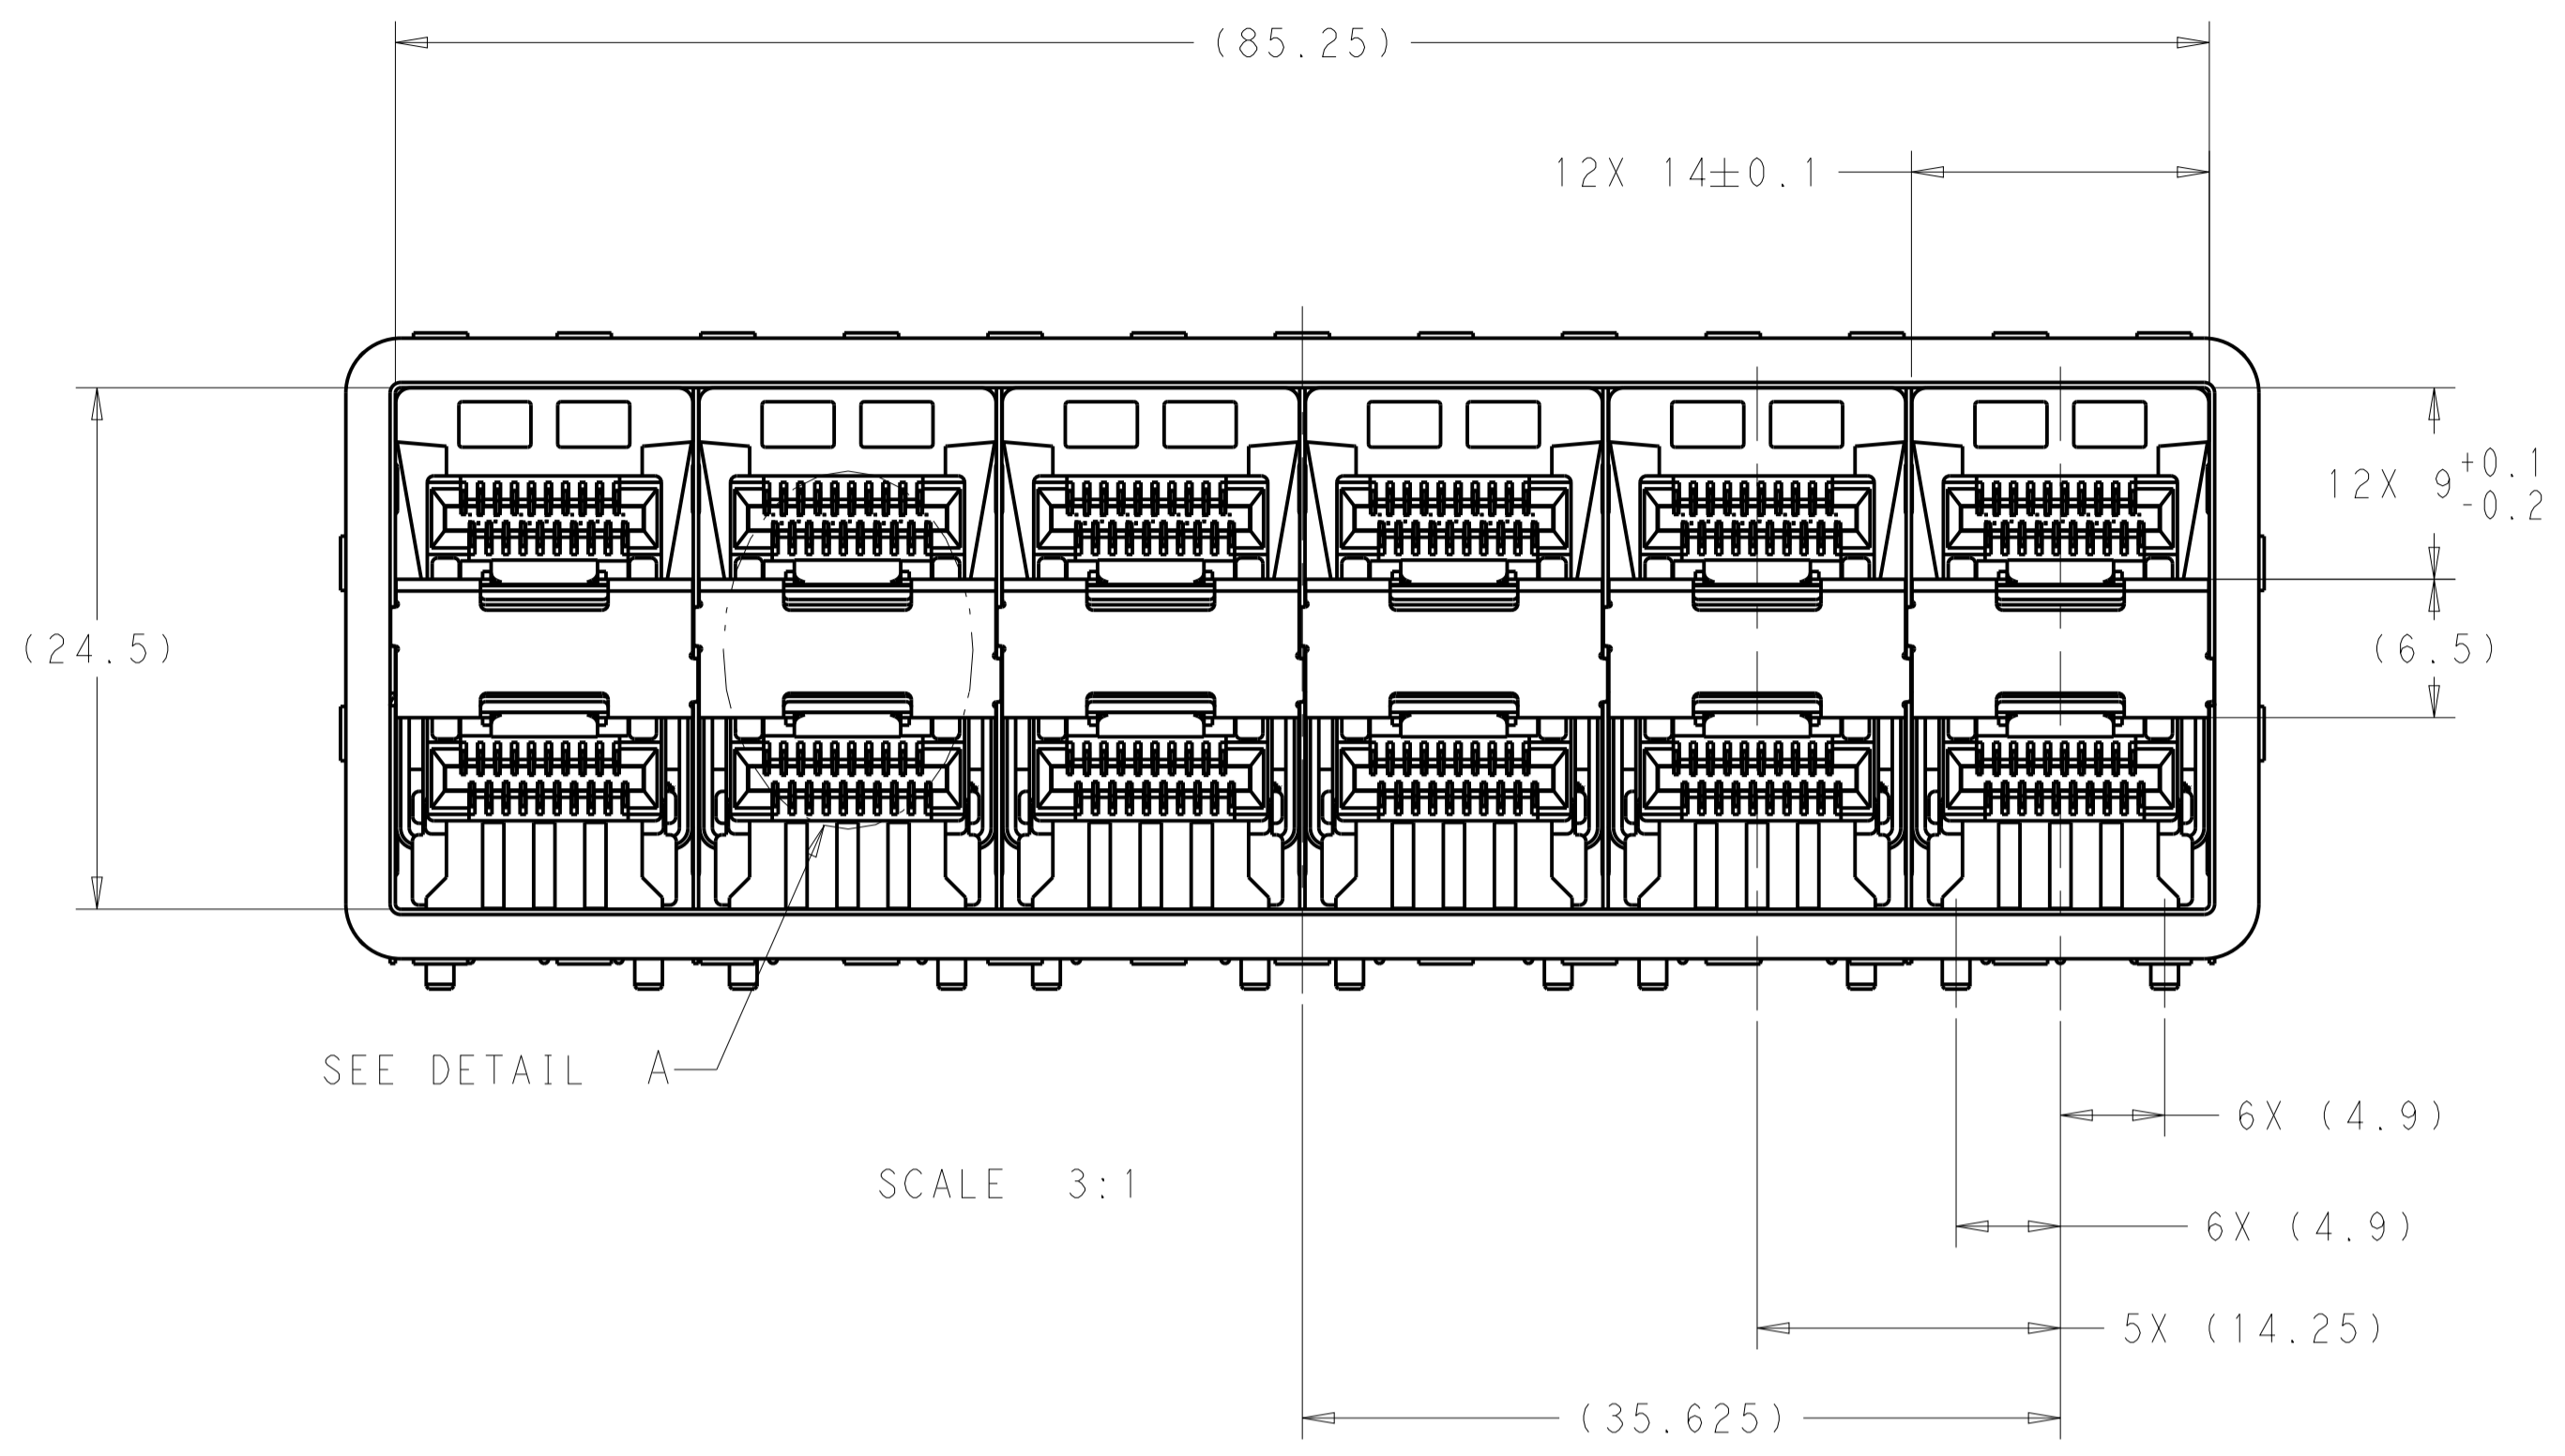 (85.25)
12X 14±0.1
12X 9 +0.1
-0.2
(24.5)
(6.5)
SEE DETAIL A
6X (4.9)
SCALE 3:1
6X (4.9)
5X (14.25)
(35.625)